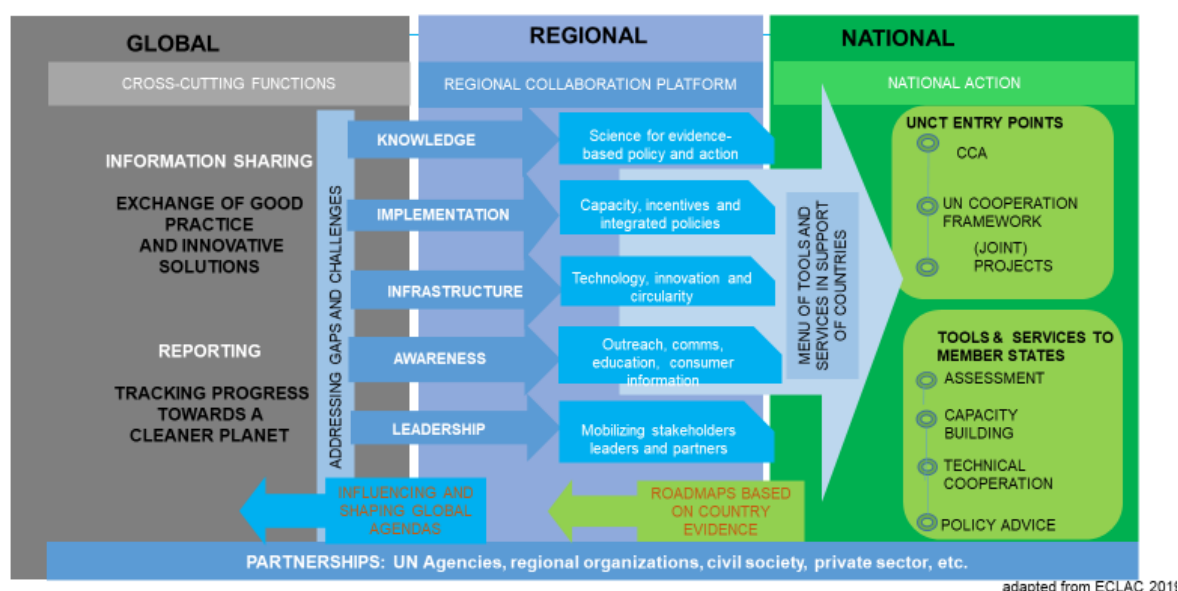 GLOBAL
REGIONAL
NATIONAL
CROSS-CUTTING FUNCTIONS
REGIONAL COLLABORATION PLATFORM
NATIONAL ACTION
INFORMATION SHARING
EXCHANGE OF GOOD
PRACTICE
AND INNOVATIVE
SOLUTIONS
REPORTING
TRACKING PROGRESS
TOWARDS A
CLEANER PLANET
ADDRESSING GAPS AND CHALLENGES
KNOWLEDGE
Science for evidence-
based policy and action
IMPLEMENTATION
Capacity, incentives and
integrated policies
INFRASTRUCTURE
Technology, innovation and
circularity
AWARENESS
Outreach, comms,
education, consumer
information
LEADERSHIP
Mobilizing stakeholders
leaders and partners
MENU OF TOOLS AND
SERVICES IN SUPPORT
OF COUNTRIES
UNCT ENTRY POINTS
CCA
UN COOPERATION
FRAMEWORK
(JOINT)
PROJECTS
TOOLS & SERVICES TO
MEMBER STATES
ASSESSMENT
CAPACITY
BUILDING
TECHNICAL
COOPERATION
POLICY ADVICE
INFLUENCING AND
SHAPING GLOBAL
AGENDAS
ROADMAPS BASED
ON COUNTRY
EVIDENCE
PARTNERSHIPS: UN Agencies, regional organizations, civil society, private sector, etc.
adapted from ECLAC 2019